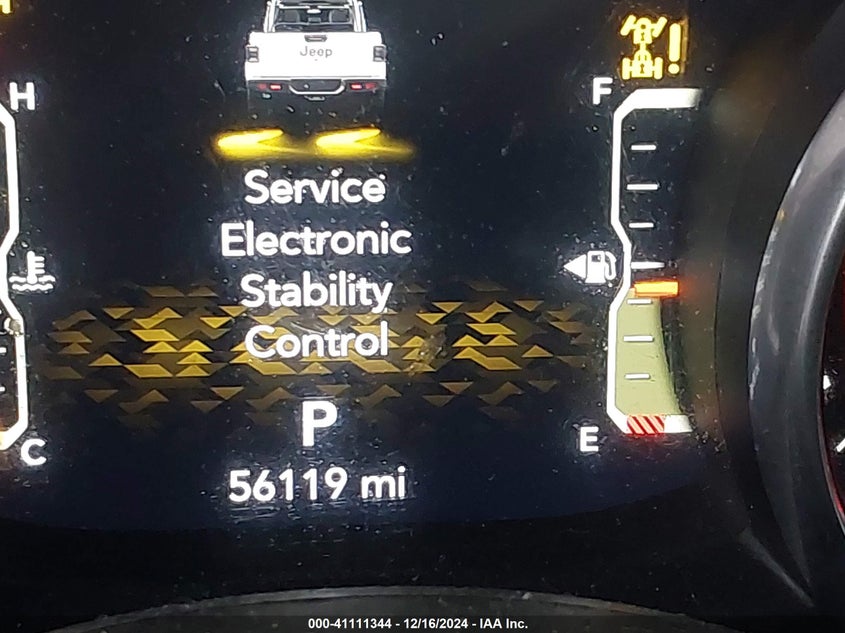 Jeep
H
F
Service
Electronic
Stability
Control
P
C
E
56119 mi
000-41111344 - 12/16/2024 - IAA Inc.